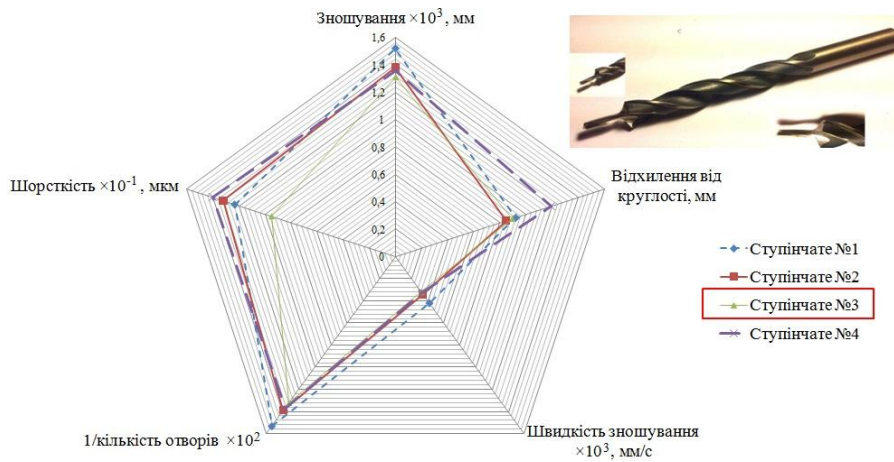 Зношування ×10³, мм
1,6
1,4
1,2
1
0,8
0,6
0,4
0,2
0
Відхилення від
круглості, мм
Швидкість зношування
×10³, мм/с
1/кількість отворів ×10²
Шорсткість ×10⁻¹, мкм
Ступінчате №1
Ступінчате №2
Ступінчате №3
Ступінчате №4